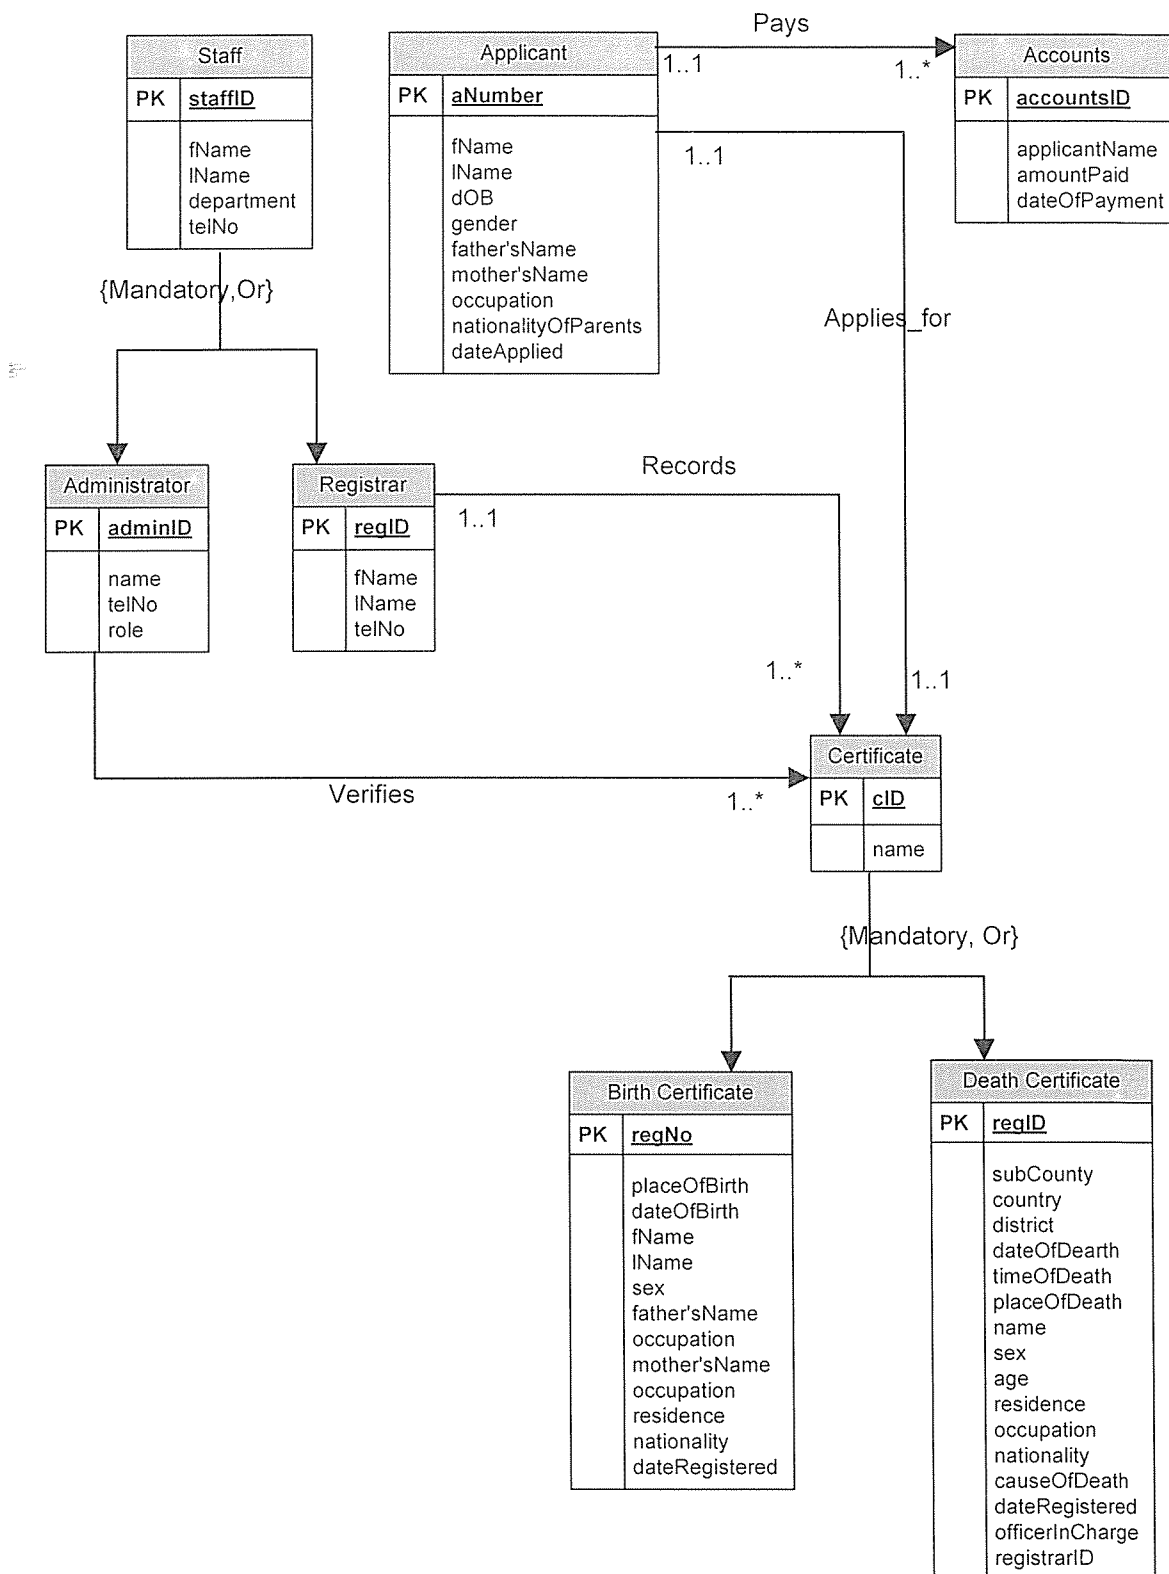 Pays
Staff
PK staffID
fName
lName
department
telNo
Applicant
PK aNumber
fName
lName
dOB
gender
father'sName
mother'sName
occupation
nationalityOfParents
dateApplied
1..1
1..*
Accounts
PK accountsID
applicantName
amountPaid
dateOfPayment
1..1
{Mandatory,Or}
Applies_for
Administrator
PK adminID
name
telNo
role
Registrar
PK regID
fName
lName
telNo
Records
1..1
1..*
1..1
Verifies
1..*
Certificate
PK cID
name
{Mandatory, Or}
Birth Certificate
PK regNo
placeOfBirth
dateOfBirth
fName
lName
sex
father'sName
occupation
mother'sName
occupation
residence
nationality
dateRegistered
Death Certificate
PK regID
subCounty
country
district
dateOfDearth
timeOfDeath
placeOfDeath
name
sex
age
residence
occupation
nationality
causeOfDeath
dateRegistered
officerInCharge
registrarID